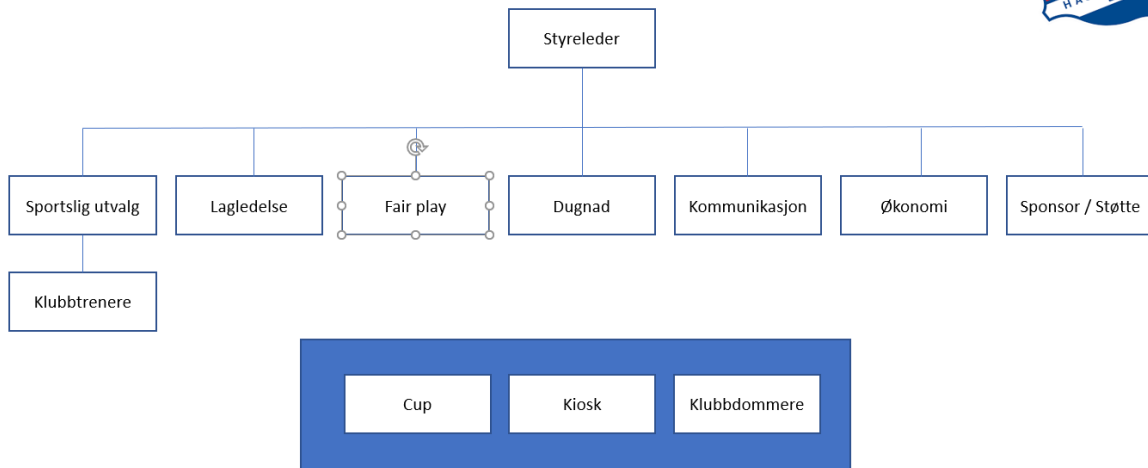 Styreleder
Sportslig utvalg
Lagledelse
Fair play
Dugnad
Kommunikasjon
Økonomi
Sponsor / Støtte
Klubbtrenere
Cup
Kiosk
Klubbdommere